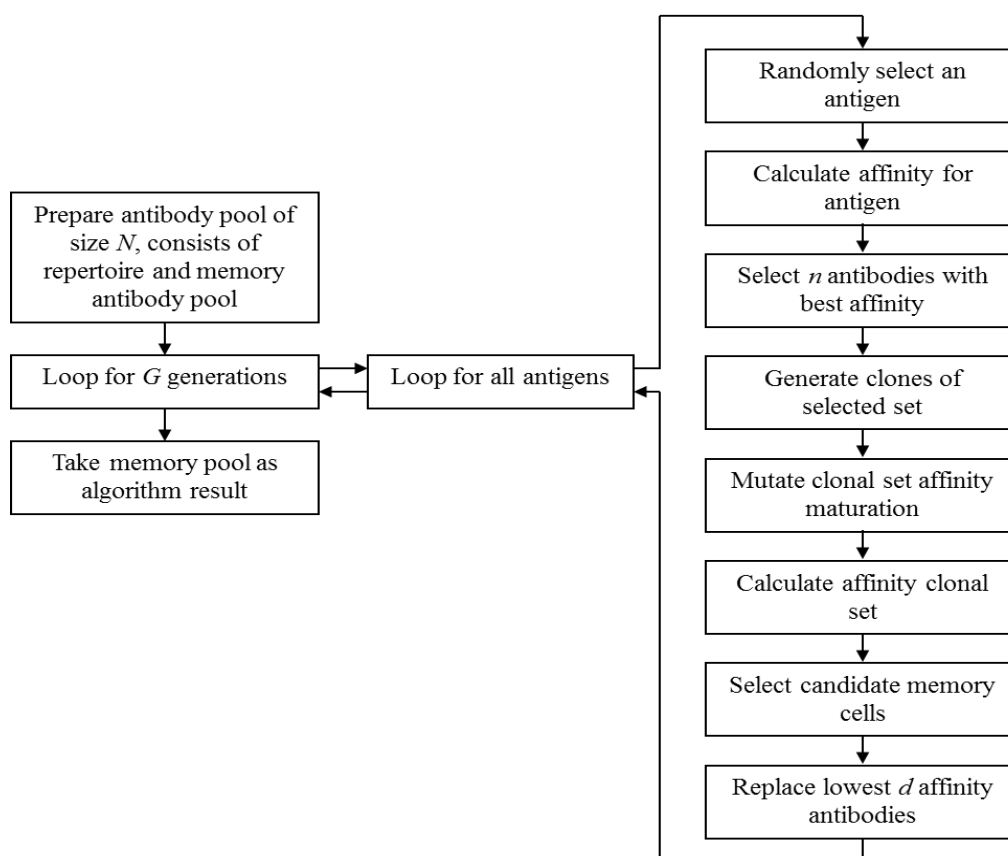 Prepare antibody pool of
size N, consists of
repertoire and memory
antibody pool
Loop for G generations
Take memory pool as
algorithm result
Loop for all antigens
Randomly select an
antigen
Calculate affinity for
antigen
Select n antibodies with
best affinity
Generate clones of
selected set
Mutate clonal set affinity
maturation
Calculate affinity clonal
set
Select candidate memory
cells
Replace lowest d affinity
antibodies